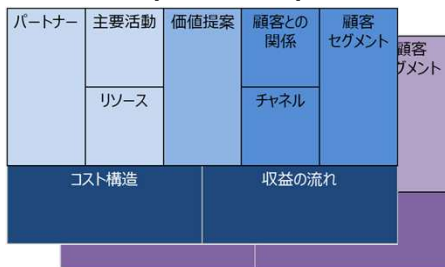 パートナー
主要活動
価値提案
顧客との
関係
顧客
セグメント
顧客
グメント
リソース
チャネル
コスト構造
収益の流れ